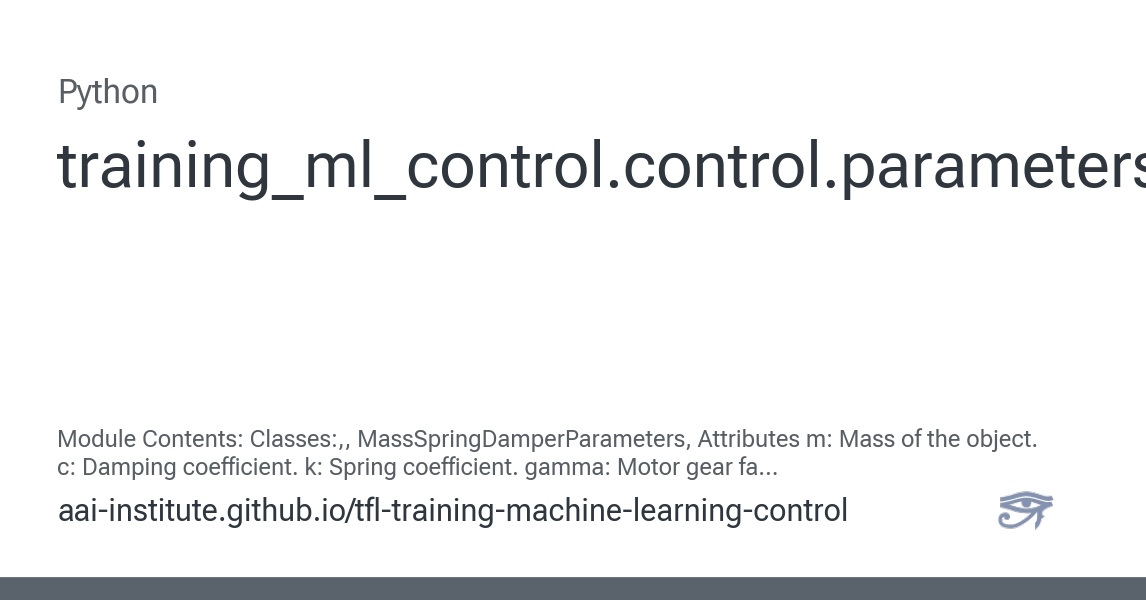 Python
training_ml_control.control.parameters
Module Contents: Classes:,, MassSpringDamperParameters, Attributes m: Mass of the object.
c: Damping coefficient. k: Spring coefficient. gamma: Motor gear fa...
aai-institute.github.io/tfl-training-machine-learning-control